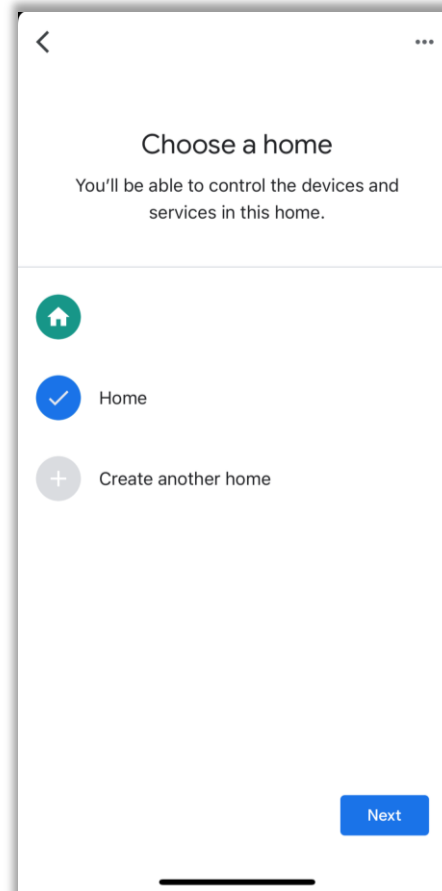 Choose a home
You'll be able to control the devices and
services in this home.
Home
Create another home
Next